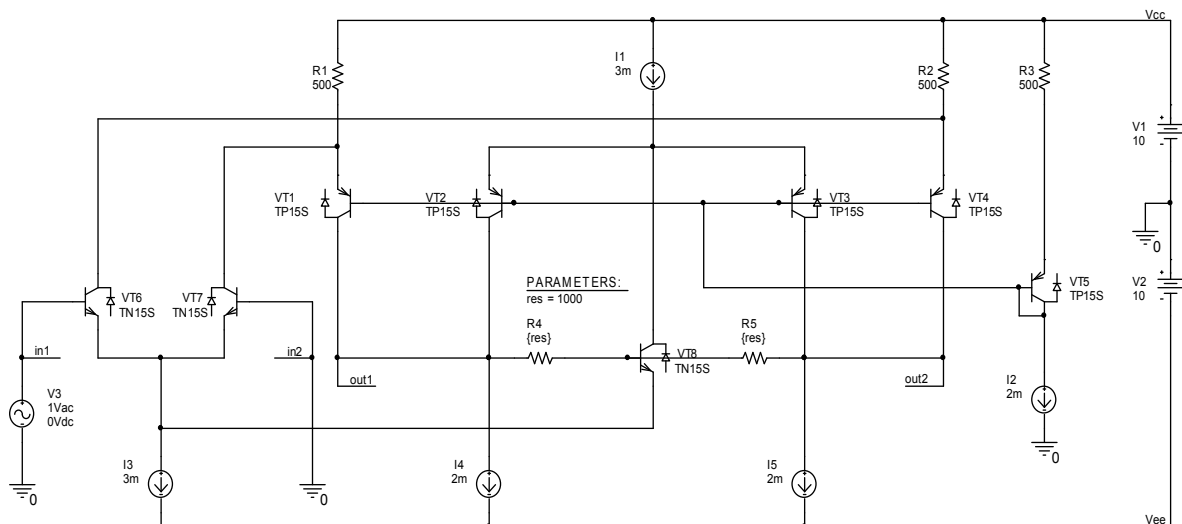 Vcc
R1
500
I1
3m
R2
500
R3
500
V1
10
VT1
TP15S
VT2
TP15S
VT3
TP15S
VT4
TP15S
0
VT6
TN15S
VT7
TN15S
PARAMETERS:
res = 1000
VT5
TP15S
V2
10
R4
{res}
R5
{res}
in1
in2
VT8
TN15S
out1
out2
V3
1Vac
0Vdc
I2
2m
0
I3
3m
I4
2m
I5
2m
0
0
Vee